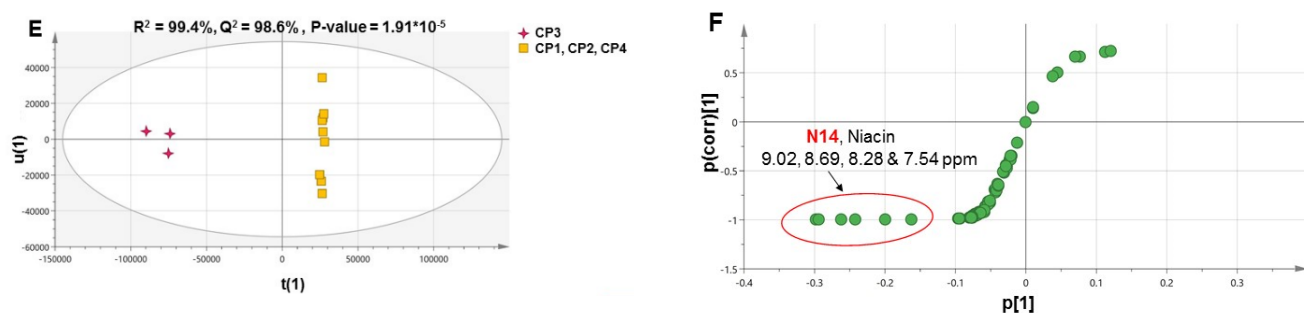 E
R² = 99.4%, Q² = 98.6% , P-value = 1.91*10⁻⁵
CP3
CP1, CP2, CP4
40000
20000
0
-20000
-40000
-60000
u(1)
-150000 -100000 -50000 0 50000 100000
t(1)
F
0.5
0
-0.5
-1
-1.5
p(corr)[1]
N14, Niacin
9.02, 8.69, 8.28 & 7.54 ppm
-0.4 -0.3 -0.2 -0.1 0 0.1 0.2 0.3
p[1]